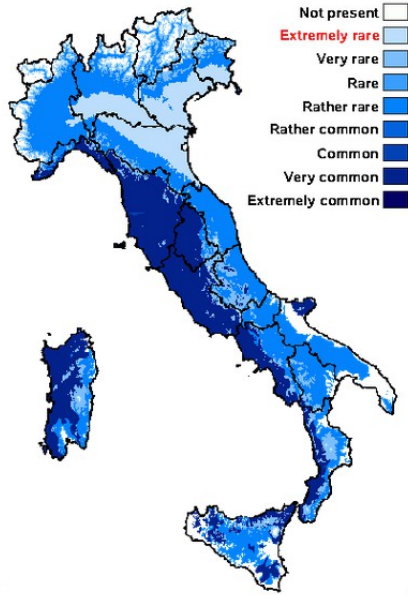 Not present
Extremely rare
Very rare
Rare
Rather rare
Rather common
Common
Very common
Extremely common